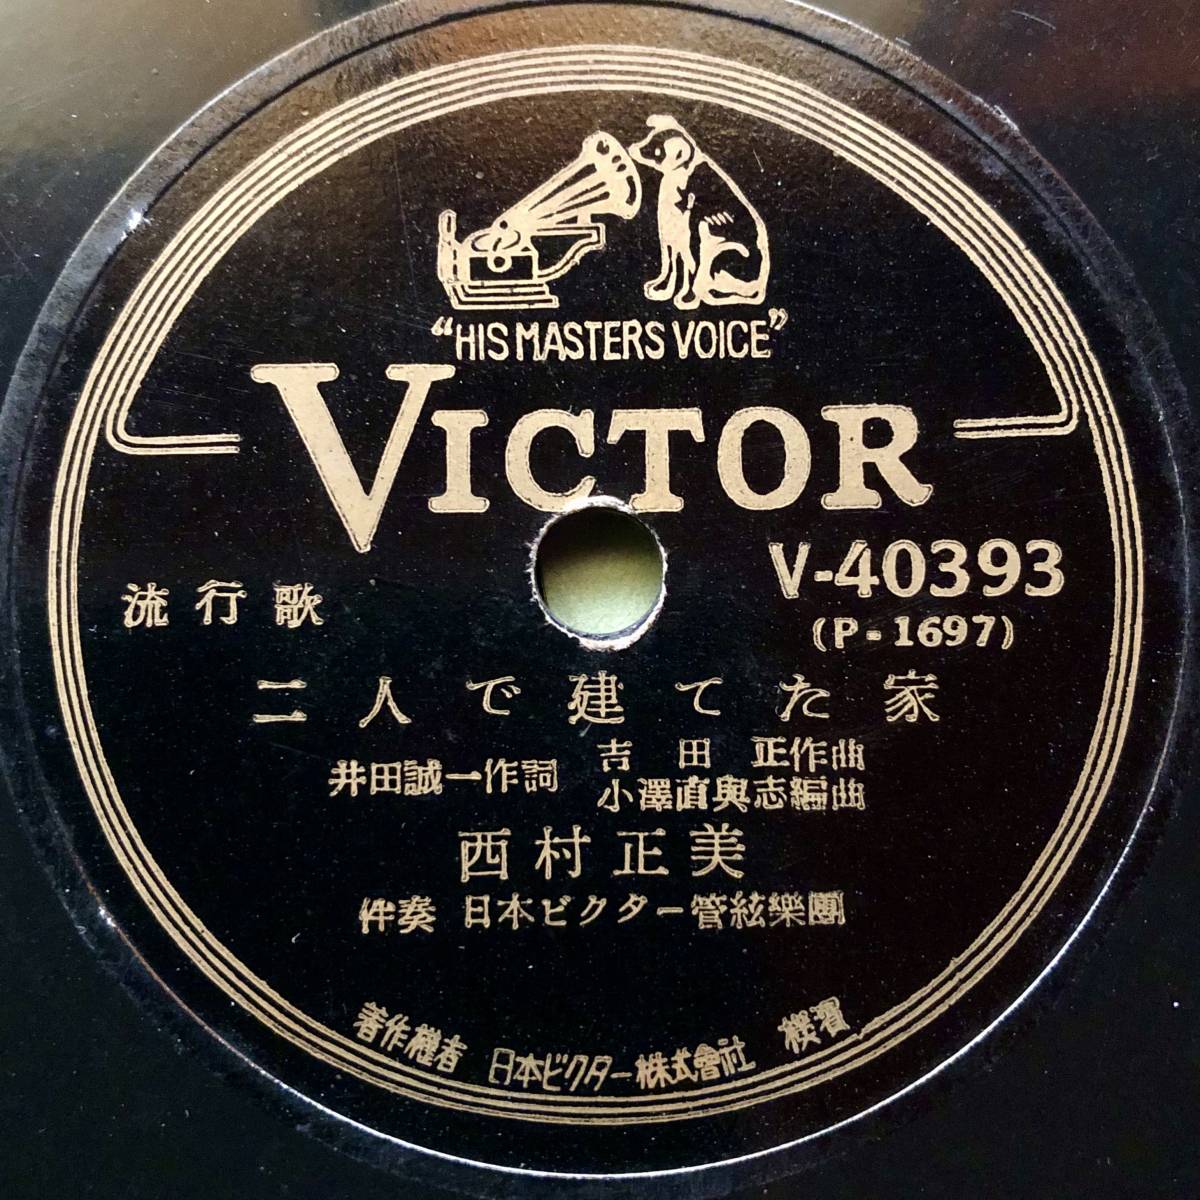 “HIS MASTERS VOICE”
VICTOR
V-40393
(P-1697)
流行歌
二人で建てた家
井田誠一作詞
吉田正作曲
小澤直與志編曲
西村正美
伴奏 日本ビクター管絃樂團
著作權者 日本ビクター株式會社 横濱